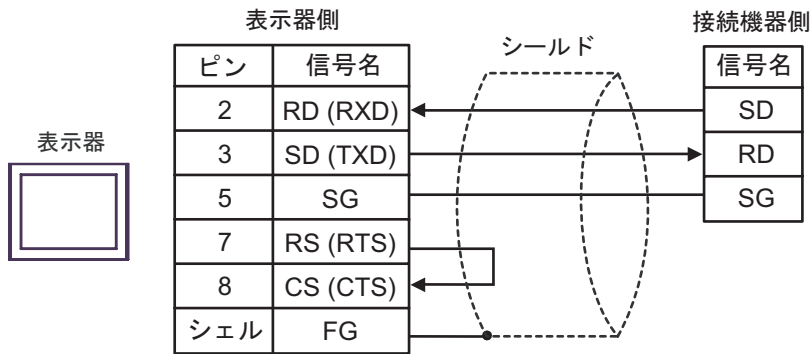 表示器側
接続機器側
シールド
ピン 信号名
信号名
2 RD (RXD)
SD
表示器
3 SD (TXD)
RD
5 SG
SG
7 RS (RTS)
8 CS (CTS)
シェル FG